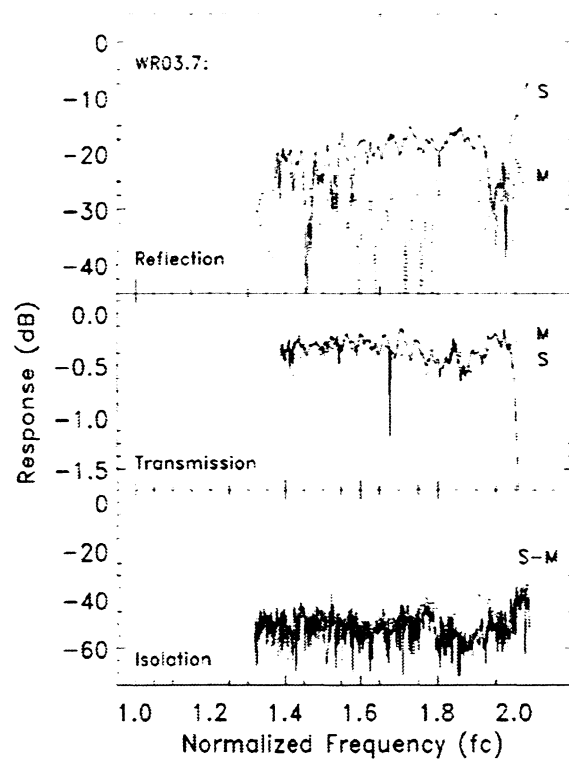 0
WR03.7:
−10
S
−20
M
−30
−40
Reflection
0.0
M
S
−0.5
−1.0
−1.5
Transmission
0
−20
S−M
−40
−60
Isolation
1.0
1.2
1.4
1.6
1.8
2.0
Normalized Frequency (fc)
Response (dB)